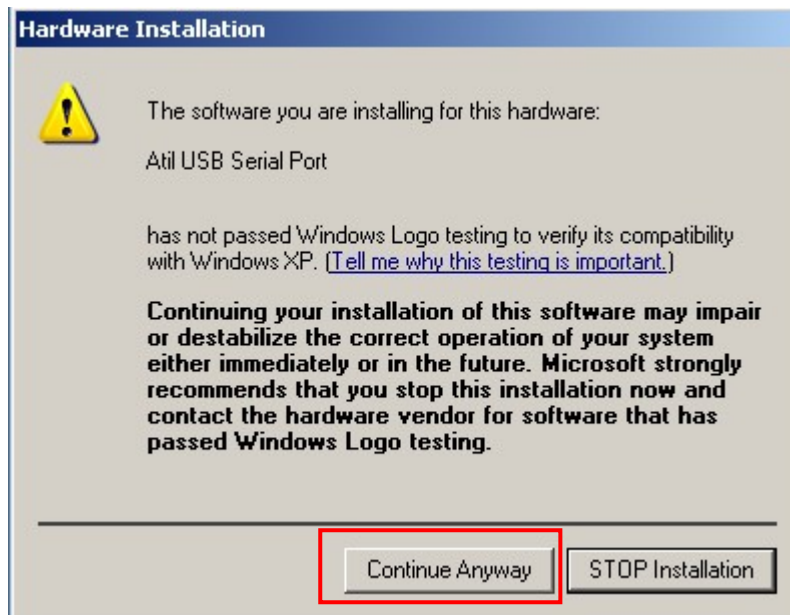 Hardware Installation
The software you are installing for this hardware:
Atil USB Serial Port
has not passed Windows Logo testing to verify its compatibility
with Windows XP. (Tell me why this testing is important.)
Continuing your installation of this software may impair
or destabilize the correct operation of your system
either immediately or in the future. Microsoft strongly
recommends that you stop this installation now and
contact the hardware vendor for software that has
passed Windows Logo testing.
Continue Anyway
STOP Installation